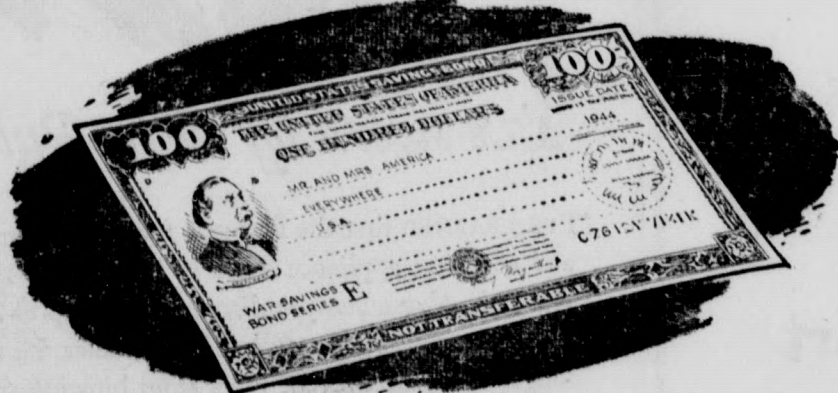 UNITED STATES SAVINGS BOND
100
100
THE UNITED STATES OF AMERICA
ISSUE DATE
ONE HUNDRED DOLLARS
1944
MR. AND MRS. AMERICA
EVERYWHERE
U.S.A.
WAR SAVINGS
BOND SERIES E
NOT TRANSFERABLE